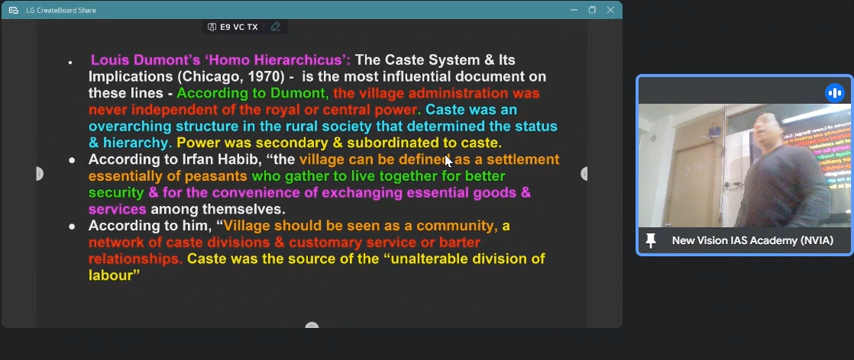 LG CreateBoard Share
E9 VC TX
• Louis Dumont's 'Homo Hierarchicus': The Caste System & Its
Implications (Chicago, 1970) - is the most influential document on
these lines - According to Dumont, the village administration was
never independent of the royal or central power. Caste was an
overarching structure in the rural society that determined the status
& hierarchy. Power was secondary & subordinated to caste.
● According to Irfan Habib, "the village can be defined as a settlement
essentially of peasants who gather to live together for better
security & for the convenience of exchanging essential goods &
services among themselves.
● According to him, "Village should be seen as a community, a
network of caste divisions & customary service or barter
relationships. Caste was the source of the "unalterable division of
labour"
New Vision IAS Academy (NVIA)